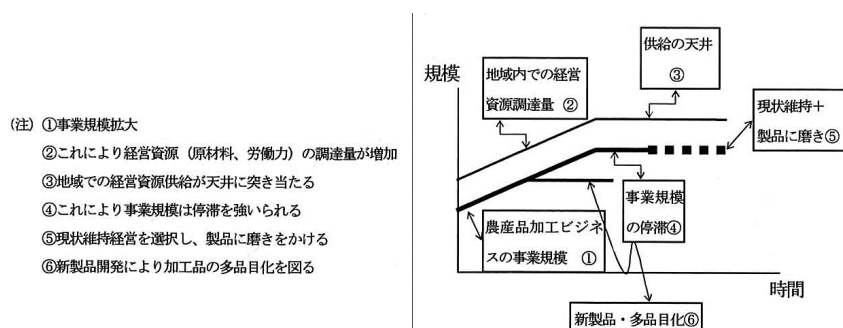 (注) ①事業規模拡大
②これにより経営資源（原材料、労働力）の調達量が増加
③地域での経営資源供給が天井に突き当たる
④これにより事業規模は停滞を強いられる
⑤現状維持経営を選択し、製品に磨きをかける
⑥新製品開発により加工品の多品目化を図る
規模
地域内での経営
資源調達量 ②
供給の天井
③
現状維持＋
製品に磨き⑤
事業規模
の停滞④
農産品加工ビジネ
スの事業規模 ①
時間
新製品・多品目化⑥